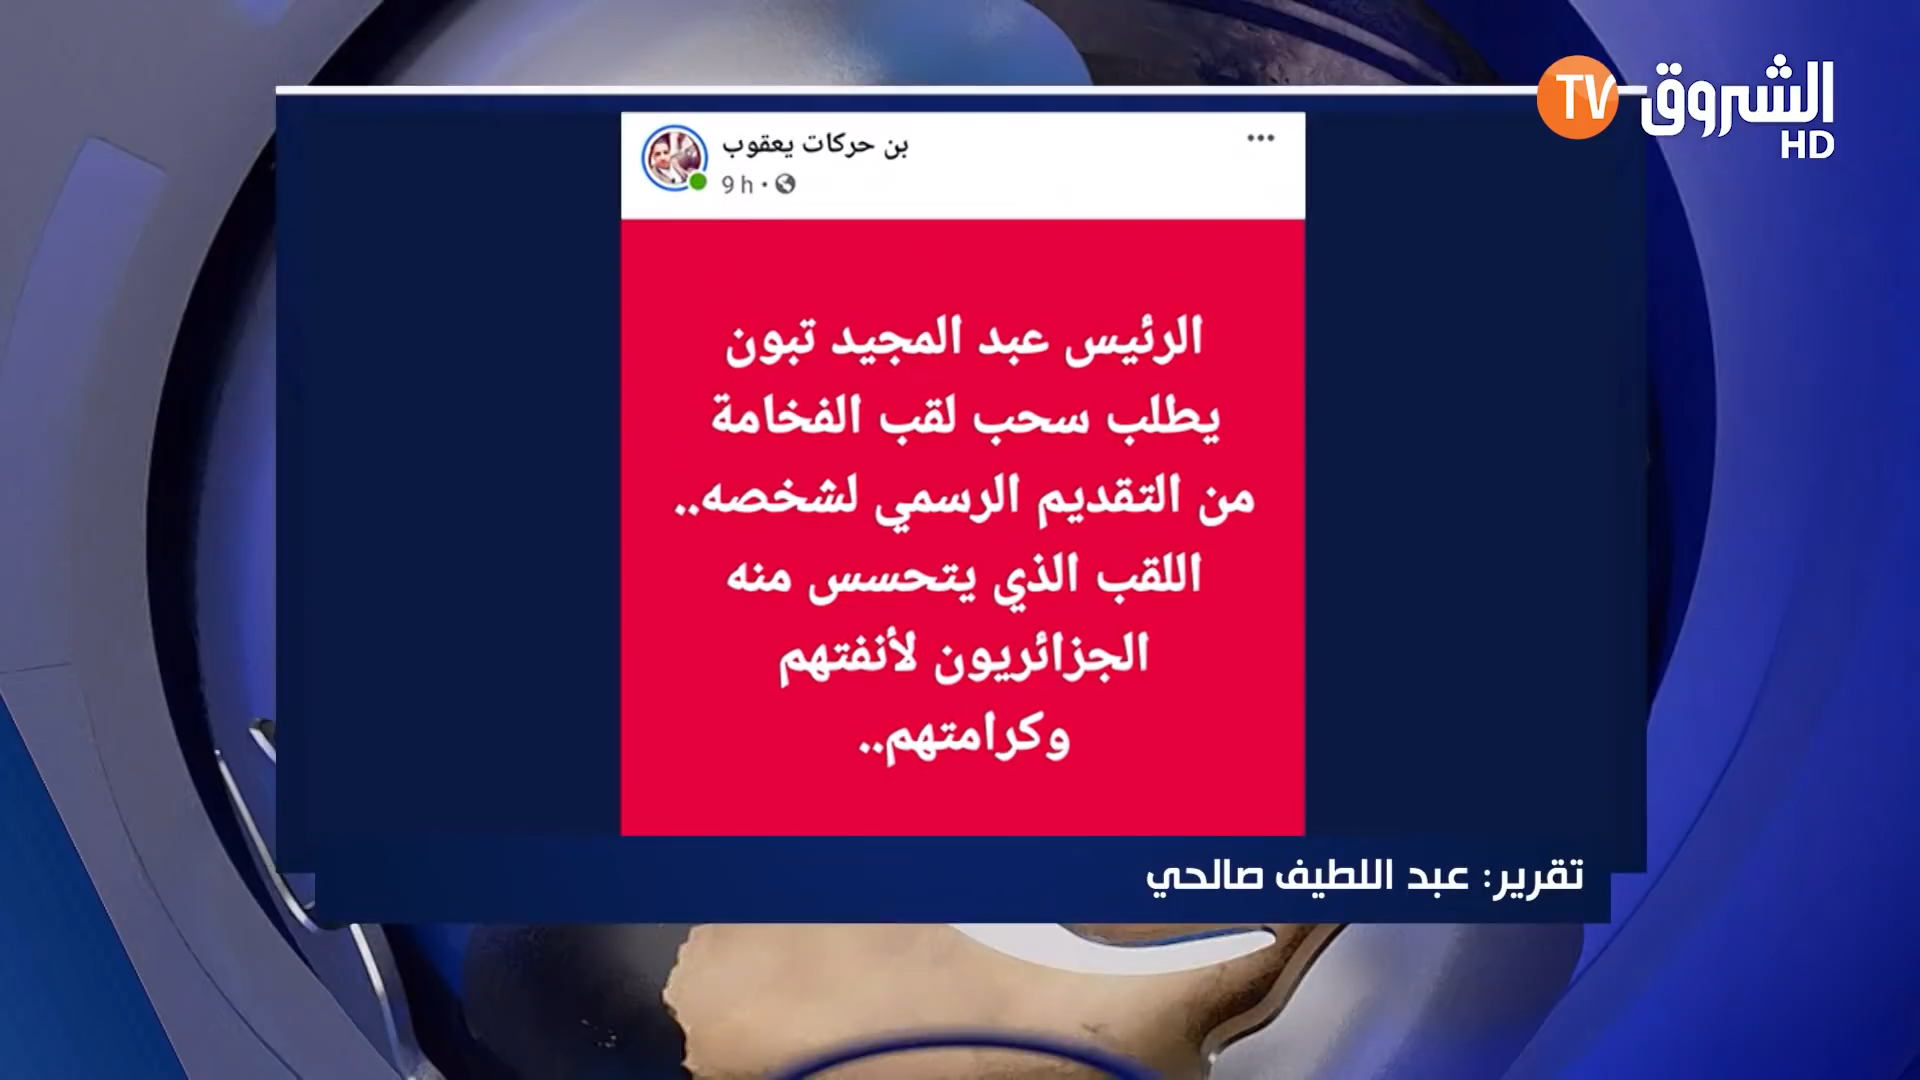 الشروق TV
HD
بن حركات يعقوب
9 h
الرئيس عبد المجيد تبون
يطلب سحب لقب الفخامة
من التقديم الرسمي لشخصه..
اللقب الذي يتحسس منه
الجزائريون لأنفتهم
وكرامتهم..
تقرير: عبد اللطيف صالحي